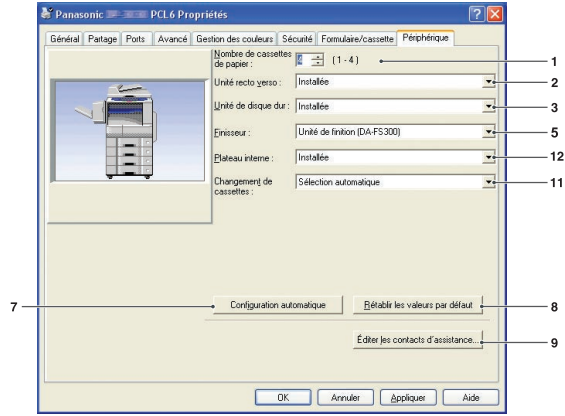 Panasonic PCL6 Propriétés
Général Partage Ports Avancé Gestion des couleurs Sécurité Formulaire/cassette Périphérique
Nombre de cassettes
de papier : (1 - 4) 1
Unité recto verso : Installée 2
Unité de disque dur : Installée 3
Finisseur : Unité de finition (DA-FS300) 5
Plateau interne : Installée 12
Changement de
cassettes : Sélection automatique 11
7 Configuration automatique Rétablir les valeurs par défaut 8
Éditer les contacts d'assistance... 9
OK Annuler Appliquer Aide